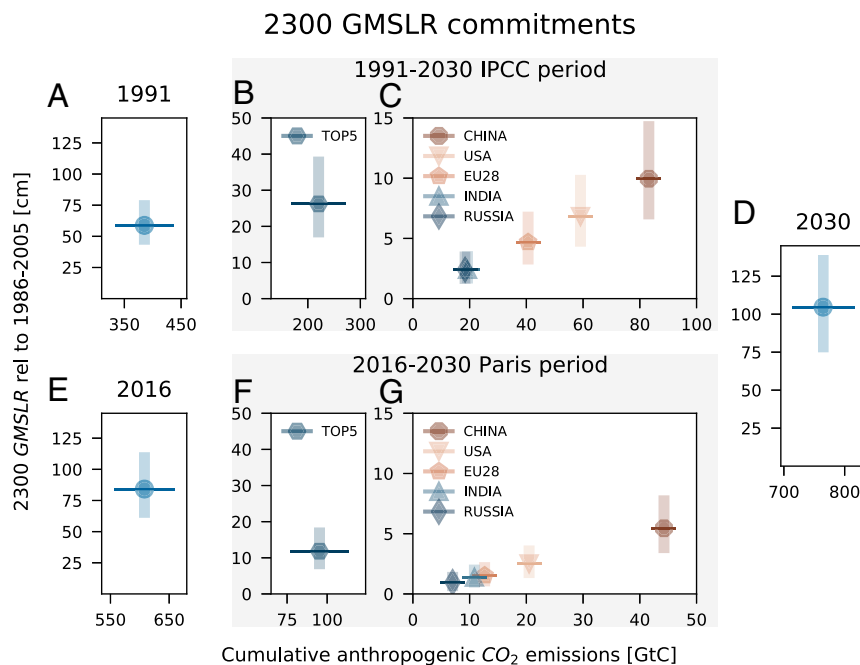 2300 GMSLR commitments
1991-2030 IPCC period
A
1991
B
C
125
100
75
50
25
350
450
50
40
30
20
10
0
TOP5
200
300
15
10
5
0
CHINA
USA
EU28
INDIA
RUSSIA
0
20
40
60
80
100
D
2030
125
100
75
50
25
700
800
2300 GMSLR rel to 1986-2005 [cm]
2016-2030 Paris period
E
2016
F
G
125
100
75
50
25
550
650
50
40
30
20
10
0
TOP5
75
100
15
10
5
0
CHINA
USA
EU28
INDIA
RUSSIA
0
10
20
30
40
50
Cumulative anthropogenic CO2 emissions [GtC]